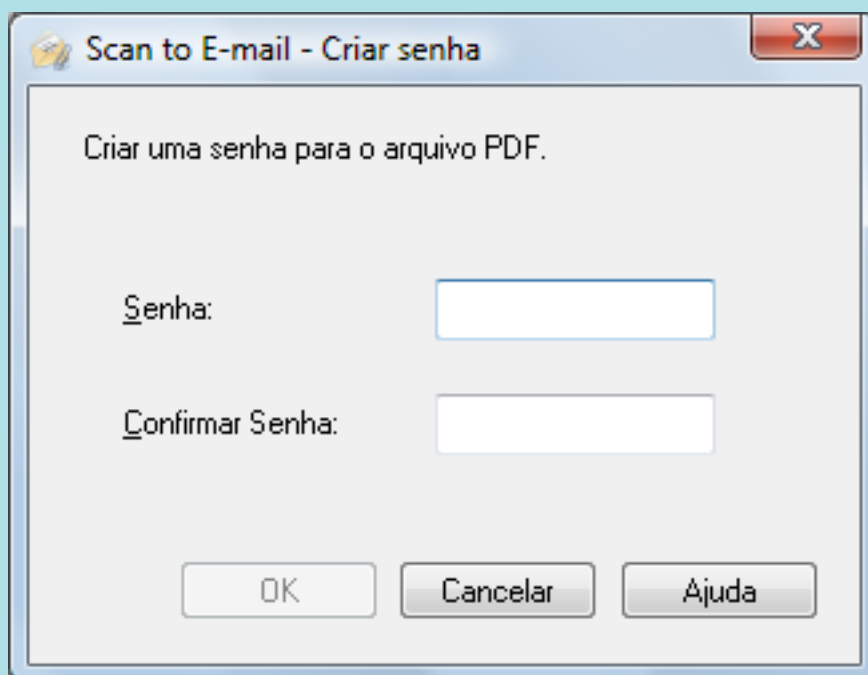 Scan to E-mail - Criar senha
Criar uma senha para o arquivo PDF.
Senha:
Confirmar Senha:
OK Cancelar Ajuda